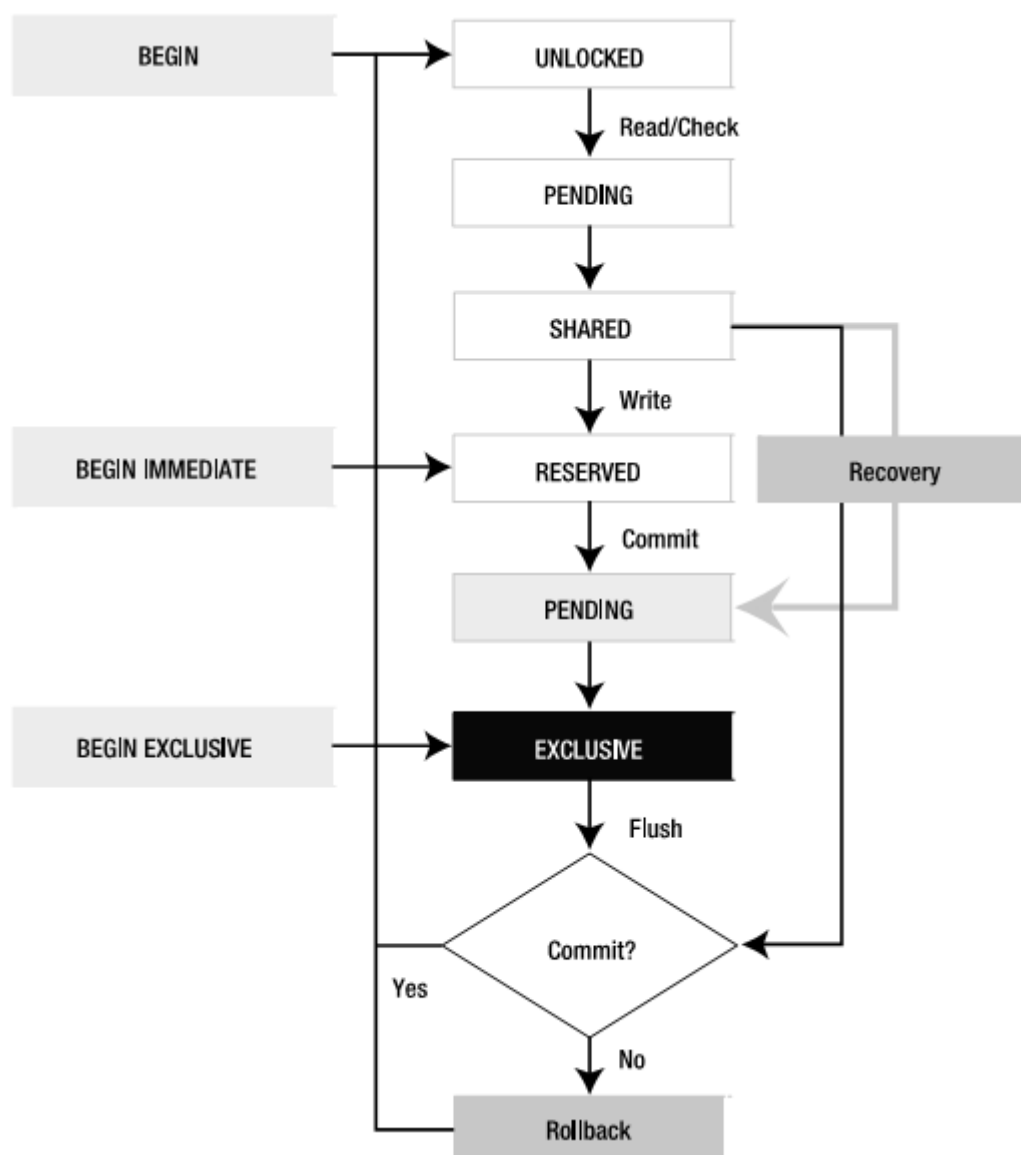 BEGIN
UNLOCKED
Read/Check
PENDING
SHARED
Write
BEGIN IMMEDIATE
RESERVED
Recovery
Commit
PENDING
BEGIN EXCLUSIVE
EXCLUSIVE
Flush
Commit?
Yes
No
Rollback